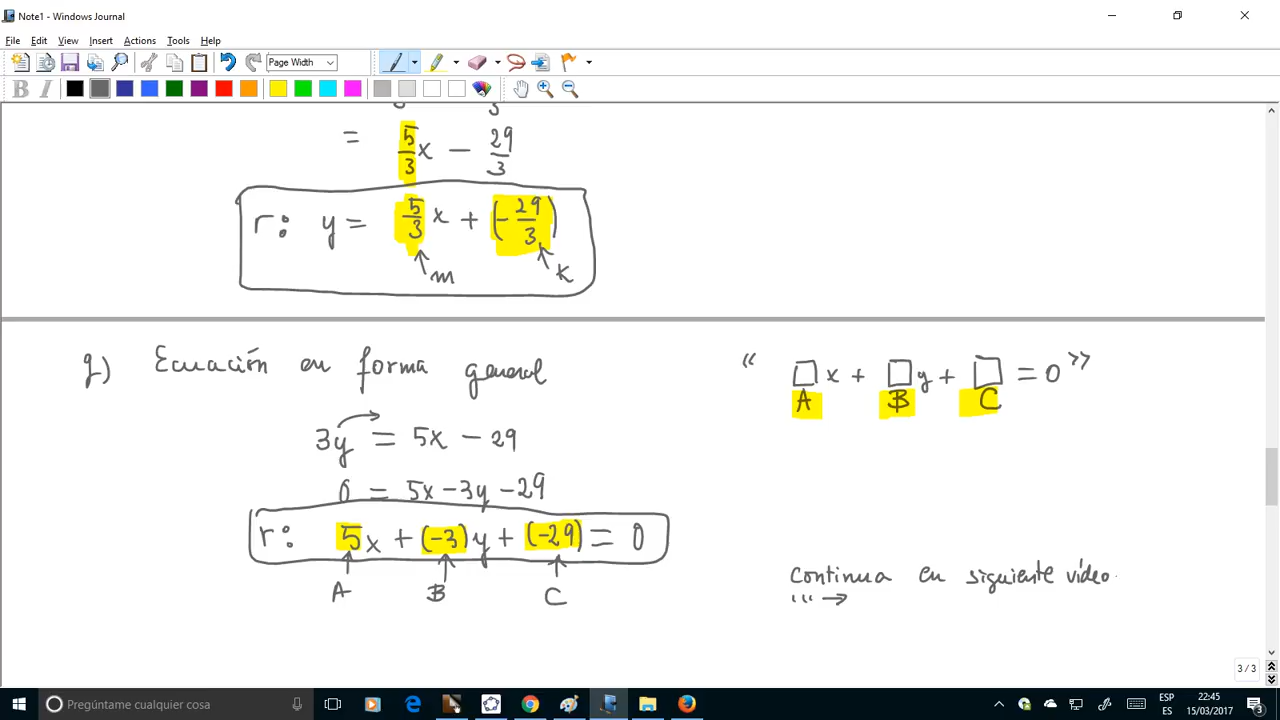 Note1 - Windows Journal
File Edit View Insert Actions Tools Help
Page Width
B I
= 5/3 x - 29/3
r: y = 5/3 x + (-29/3)
m K
g) Ecuación en forma general
" □x + □y + □ = 0 "
A B C
3y = 5x - 29
0 = 5x - 3y - 29
r: 5x + (-3)y + (-29) = 0
A B C
Continua en siguiente vídeo.
... →
3 / 3
Pregúntame cualquier cosa
ESP
ES
22:45
15/03/2017